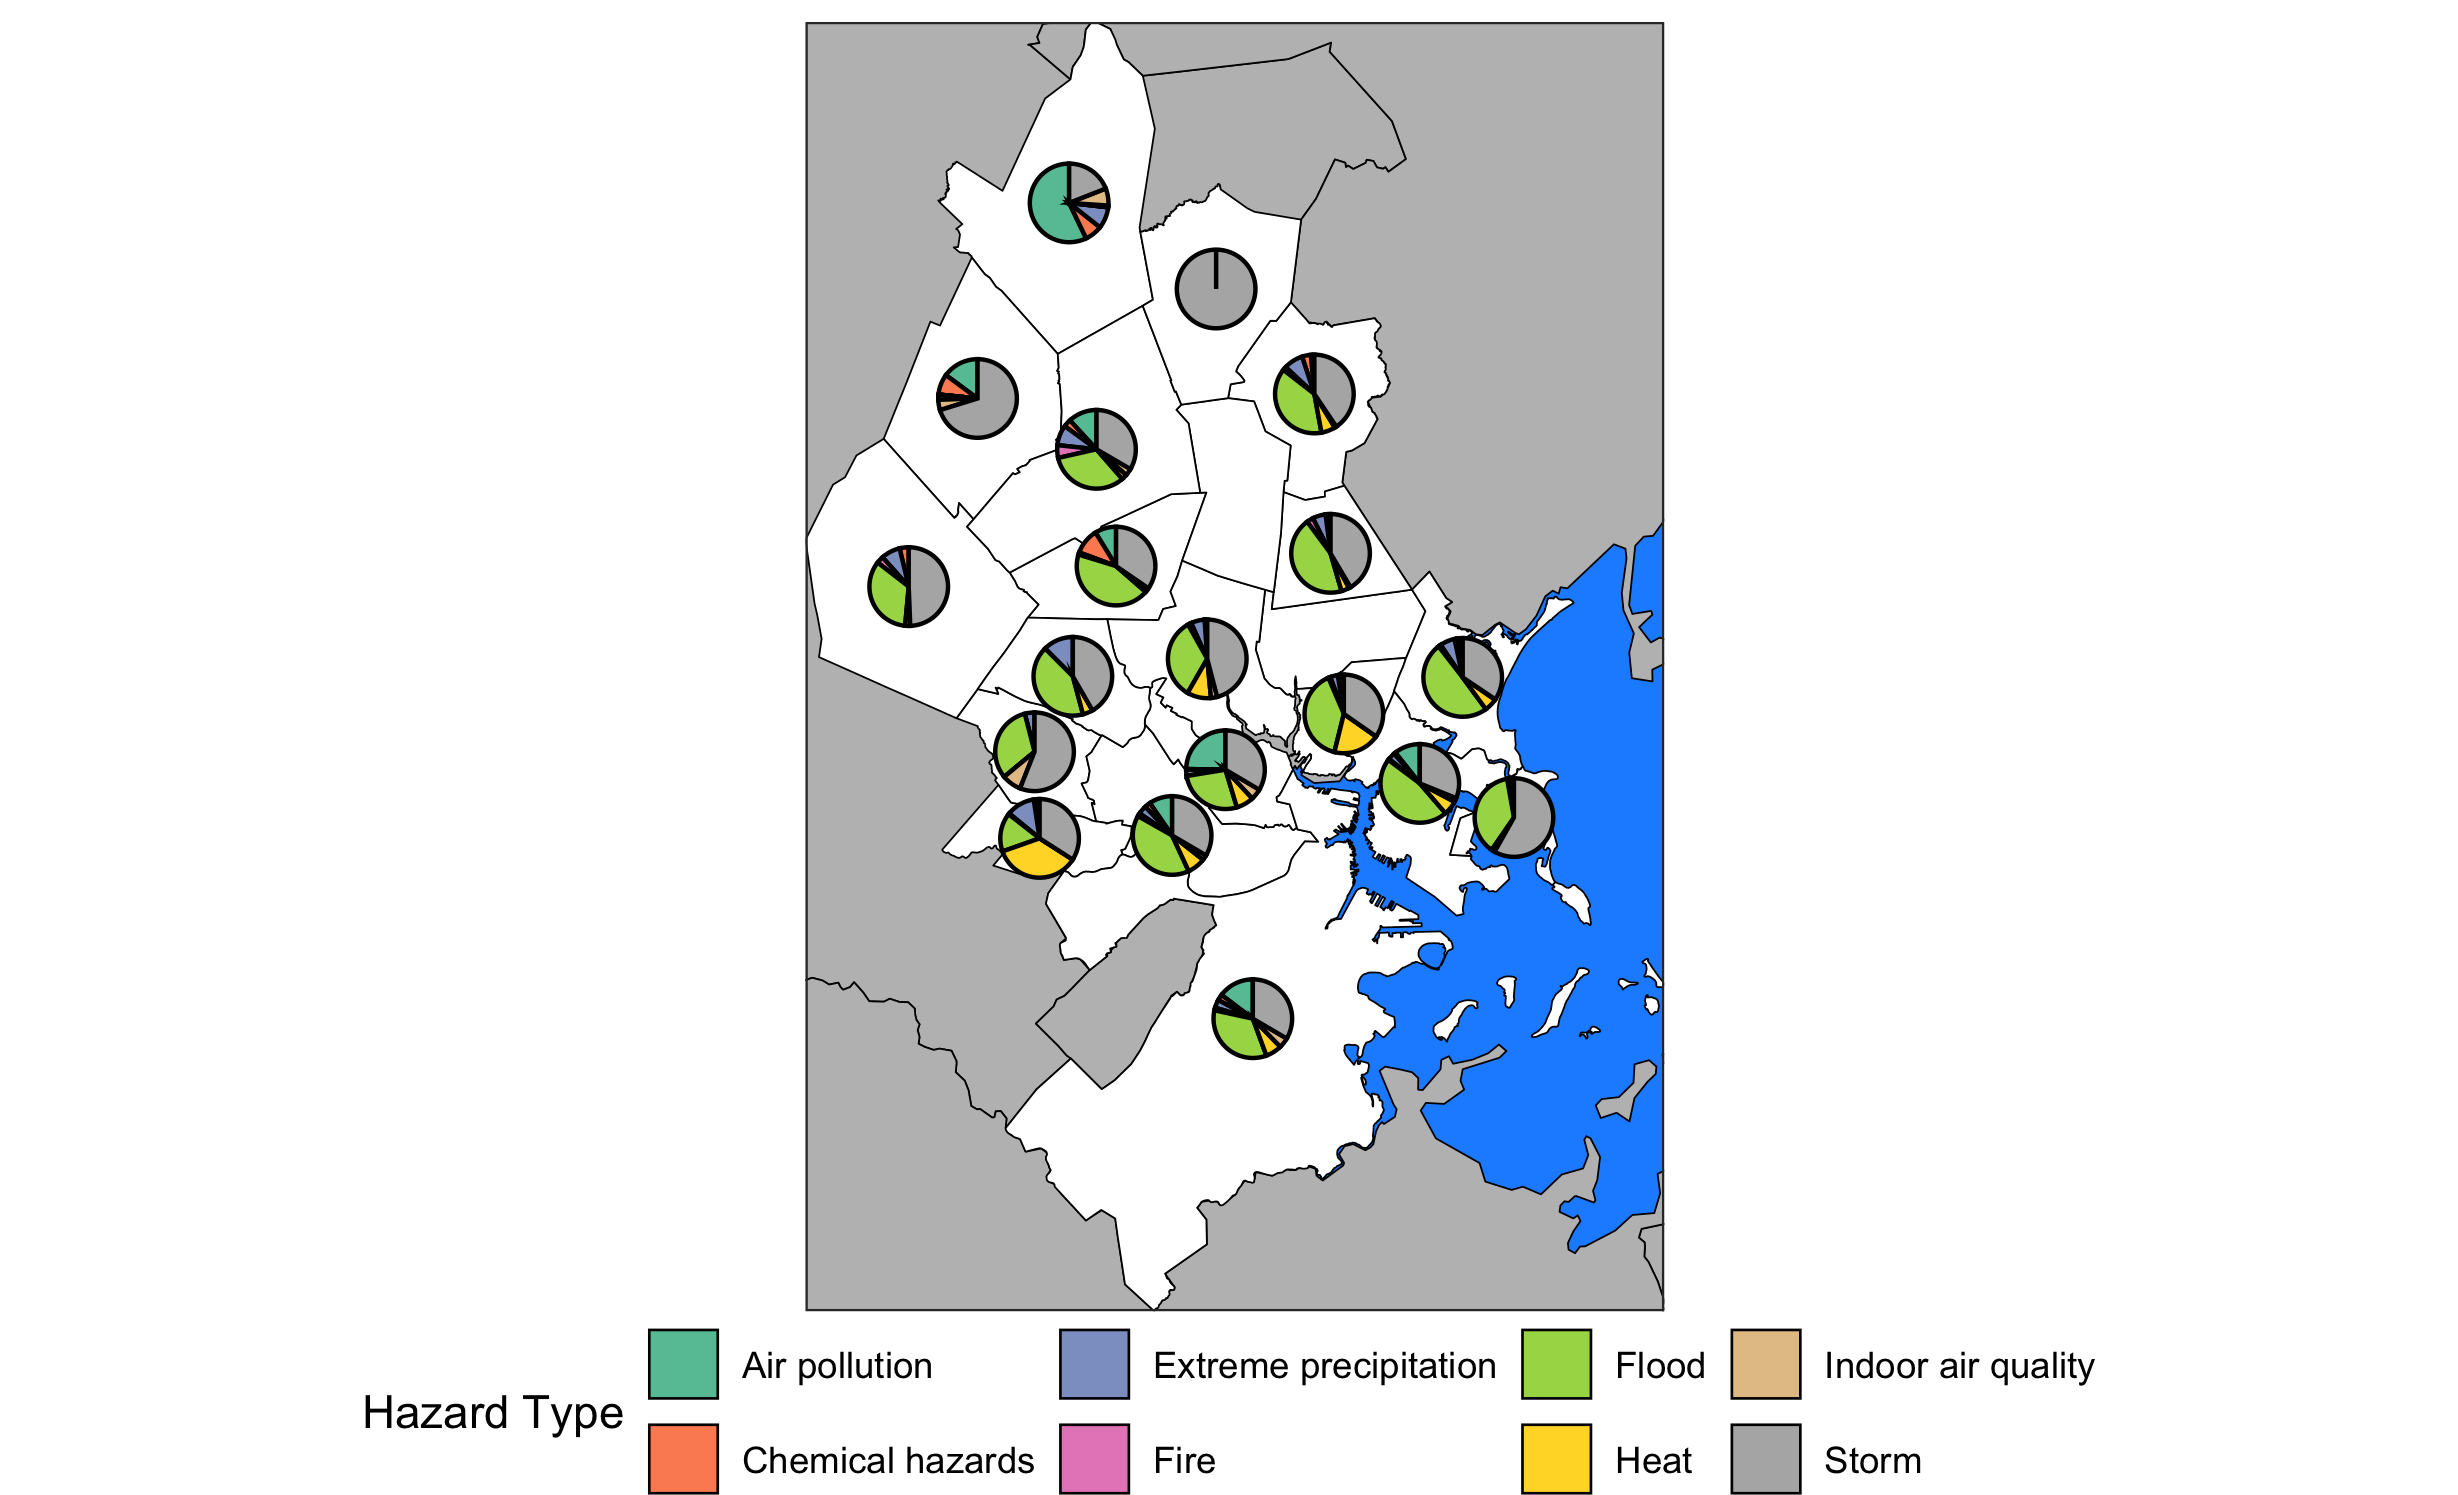 Hazard Type
Air pollution
Extreme precipitation
Flood
Indoor air quality
Chemical hazards
Fire
Heat
Storm